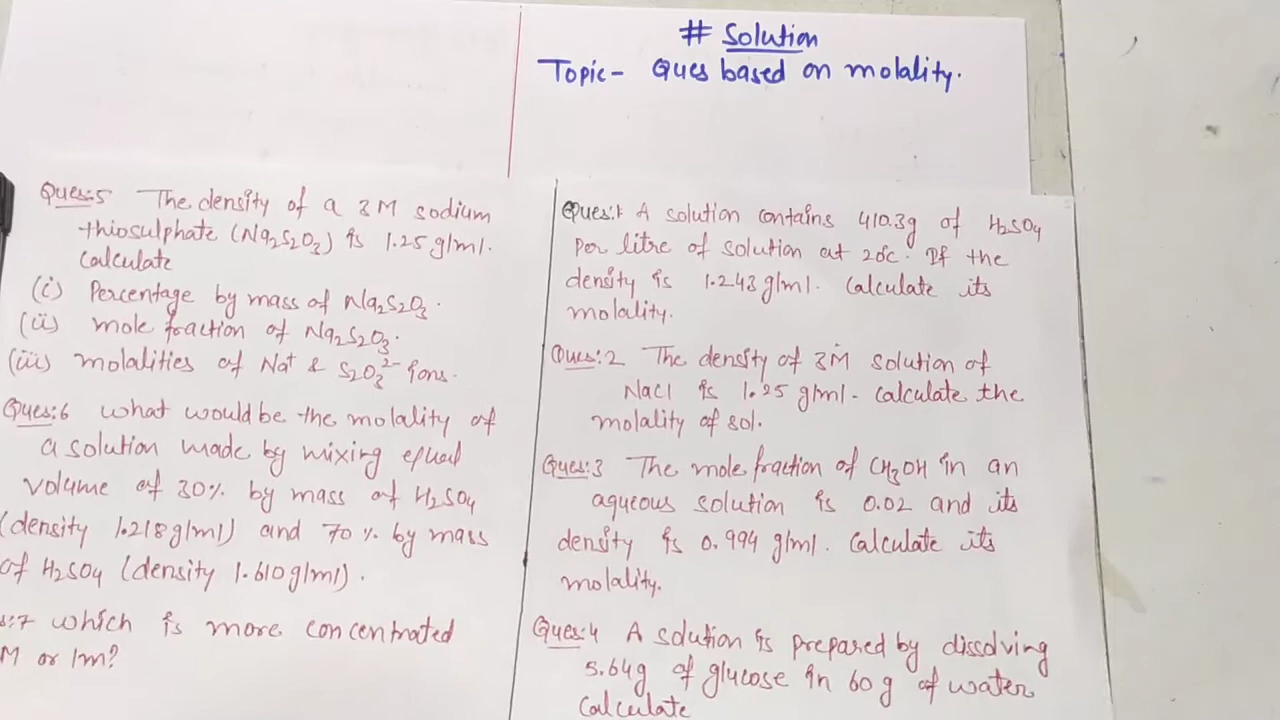 # Solution
Topic- Ques based on molality.
Ques:5 The density of a 3M sodium
thiosulphate (Na2S2O3) is 1.25 g/ml.
Calculate
(i) Percentage by mass of Na2S2O3.
(ii) mole fraction of Na2S2O3.
(iii) molalities of Na+ & S2O3 2- ions.
Ques:6 what would be the molality of
a solution made by mixing equal
volume of 30% by mass of H2SO4
(density 1.218 g/ml) and 70% by mass
of H2SO4 (density 1.610 g/ml).
s:7 which is more concentrated
M or 1m?
Ques:1 A solution contains 410.3g of H2SO4
per litre of solution at 20°c. If the
density is 1.243 g/ml. Calculate its
molality.
Ques:2 The density of 3M solution of
NaCl is 1.25 g/ml. calculate the
molality of sol.
Ques:3 The mole fraction of CH3OH in an
aqueous solution is 0.02 and its
density is 0.994 g/ml. Calculate its
molality.
Ques:4 A solution is prepared by dissolving
5.64g of glucose in 60g of water
Calculate